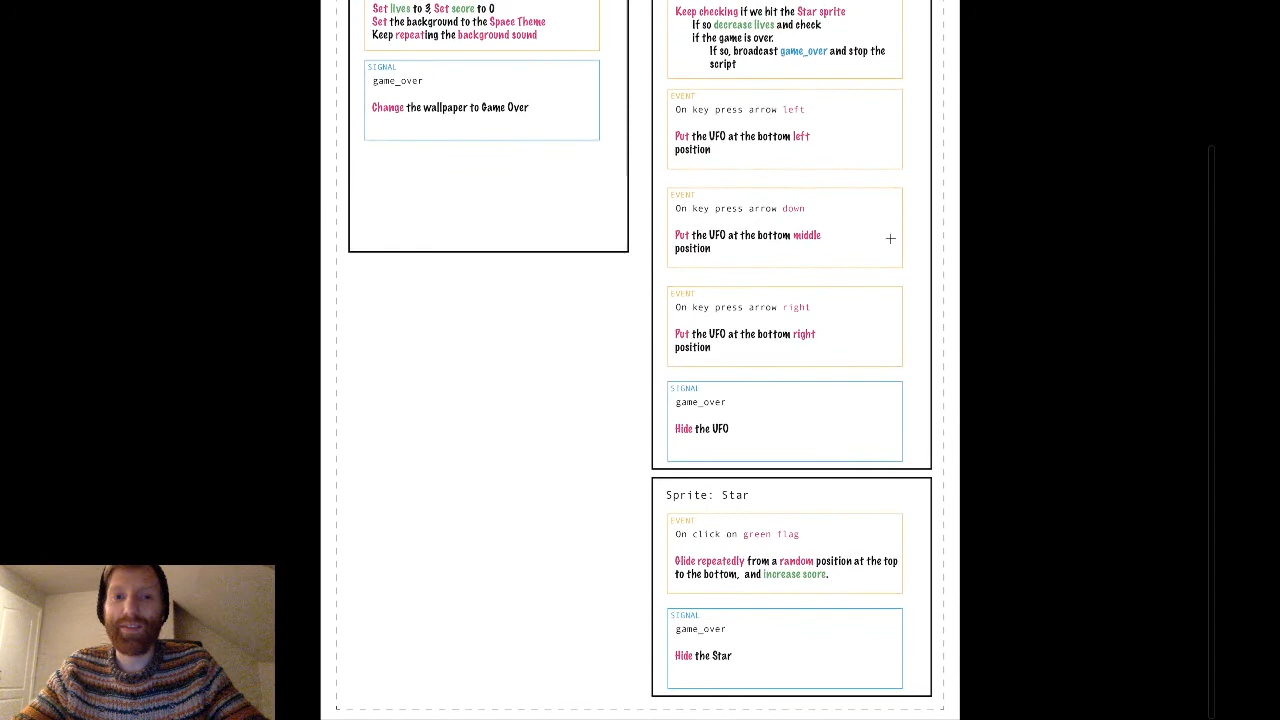 Set lives to 3, Set score to 0
Set the background to the Space Theme
Keep repeating the background sound
SIGNAL
game_over
Change the wallpaper to Game Over
Keep checking if we hit the Star sprite
If so decrease lives and check
if the game is over.
If so, broadcast game_over and stop the
script
EVENT
On key press arrow left
Put the UFO at the bottom left
position
EVENT
On key press arrow down
Put the UFO at the bottom middle
position
EVENT
On key press arrow right
Put the UFO at the bottom right
position
SIGNAL
game_over
Hide the UFO
Sprite: Star
EVENT
On click on green flag
Glide repeatedly from a random position at the top
to the bottom, and increase score.
SIGNAL
game_over
Hide the Star